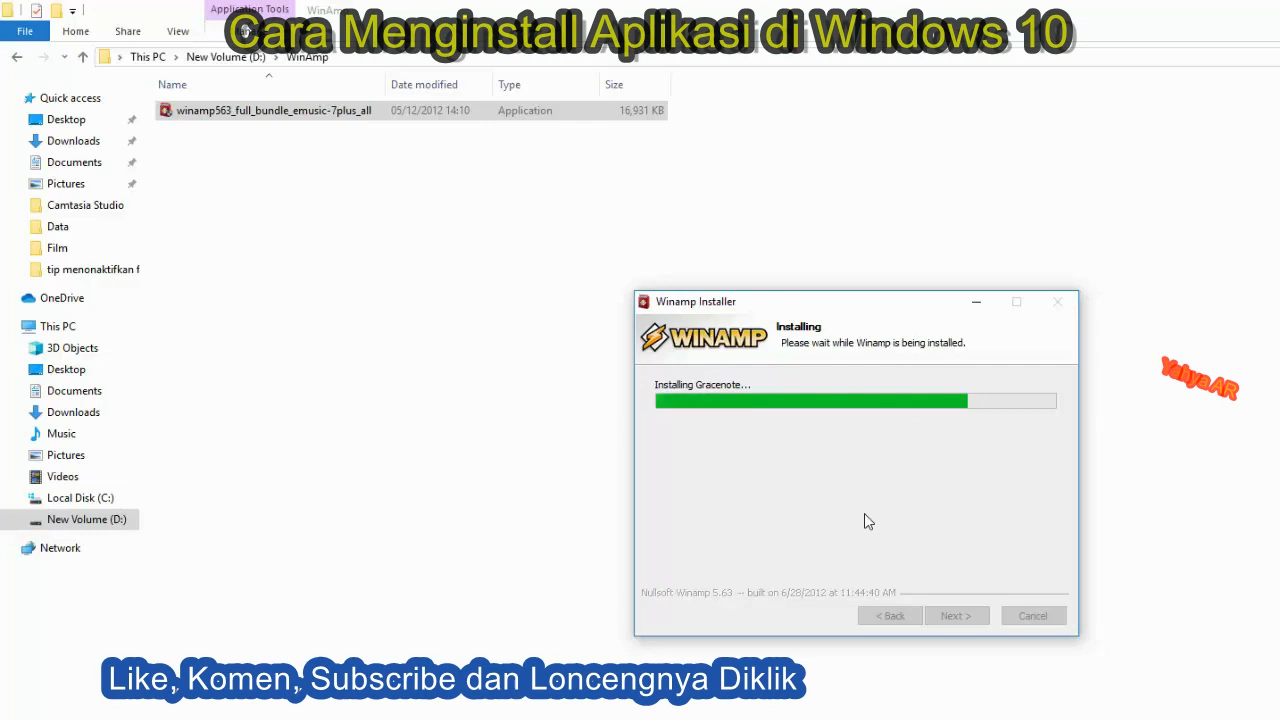 Application Tools
WinAmp
Cara Menginstall Aplikasi di Windows 10
File
Home
Share
View
This PC
New Volume (D:)
WinAmp
Name
Date modified
Type
Size
winamp563_full_bundle_emusic-7plus_all
05/12/2012 14:10
Application
16,931 KB
Quick access
Desktop
Downloads
Documents
Pictures
Camtasia Studio
Data
Film
tip menonaktifkan f
OneDrive
This PC
3D Objects
Desktop
Documents
Downloads
Music
Pictures
Videos
Local Disk (C:)
New Volume (D:)
Network
Winamp Installer
WINAMP
Installing
Please wait while Winamp is being installed.
Installing Gracenote...
Nullsoft Winamp 5.63 -- built on 6/28/2012 at 11:44:40 AM
< Back
Next >
Cancel
Yahya AR
Like, Komen, Subscribe dan Loncengnya Diklik